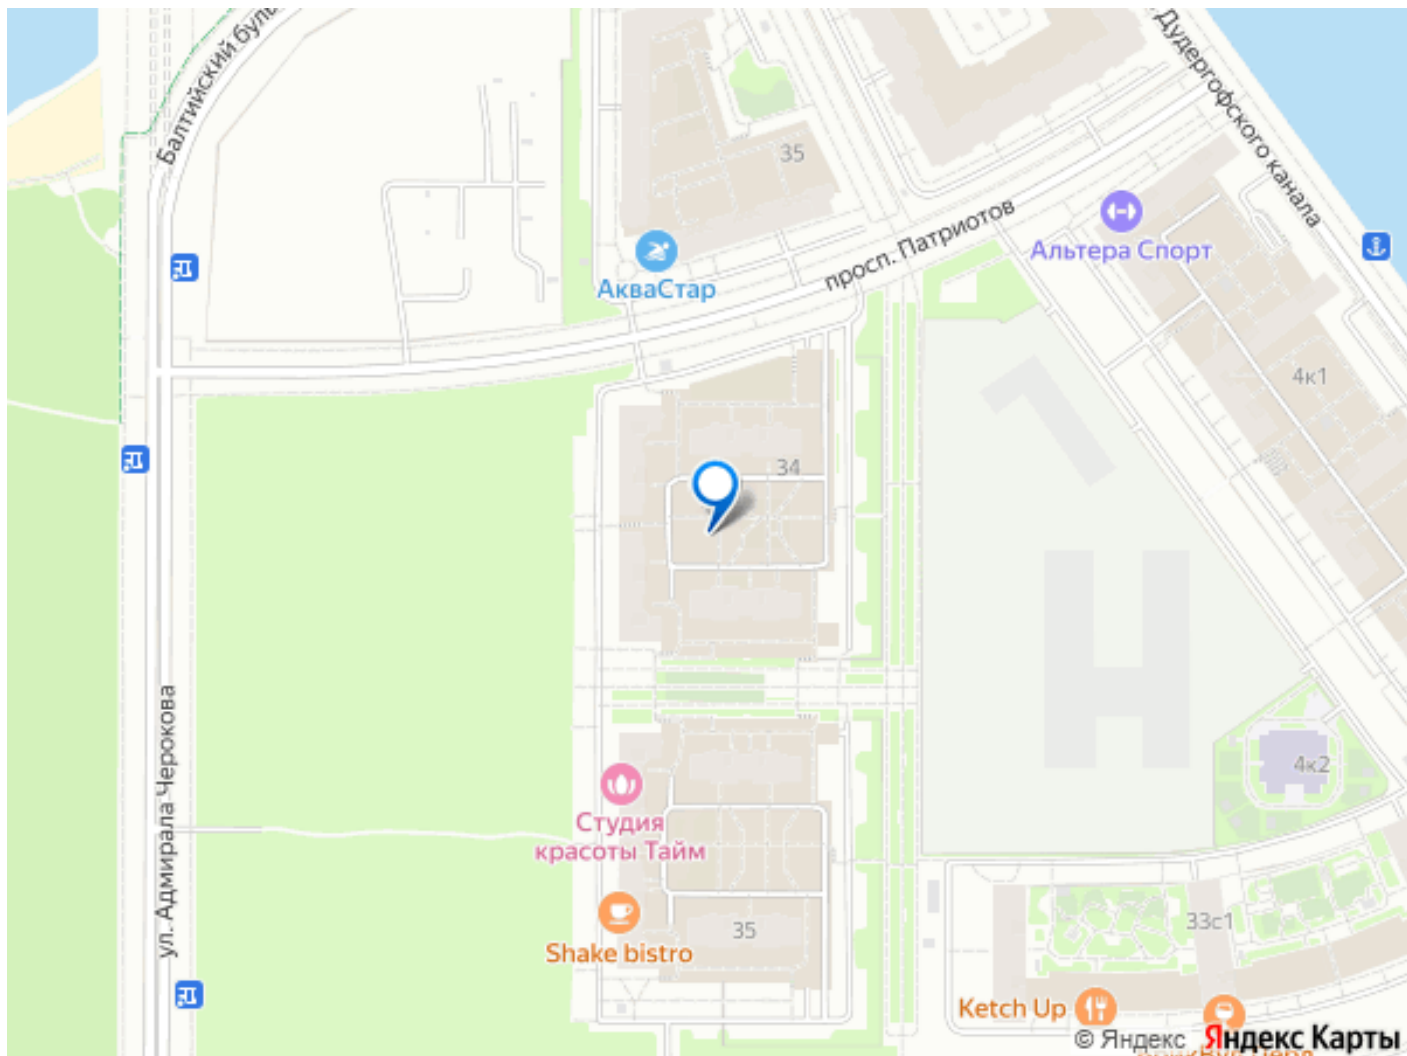 Балтийский буль
Дудергофского канала
35
просп. Патриотов
Альтера Спорт
АкваСтар
4к1
34
ул. Адмирала Черокова
4к2
Студия
красоты Тайм
33с1
35
Shake bistro
Ketch Up
© Яндекс Яндекс Карты